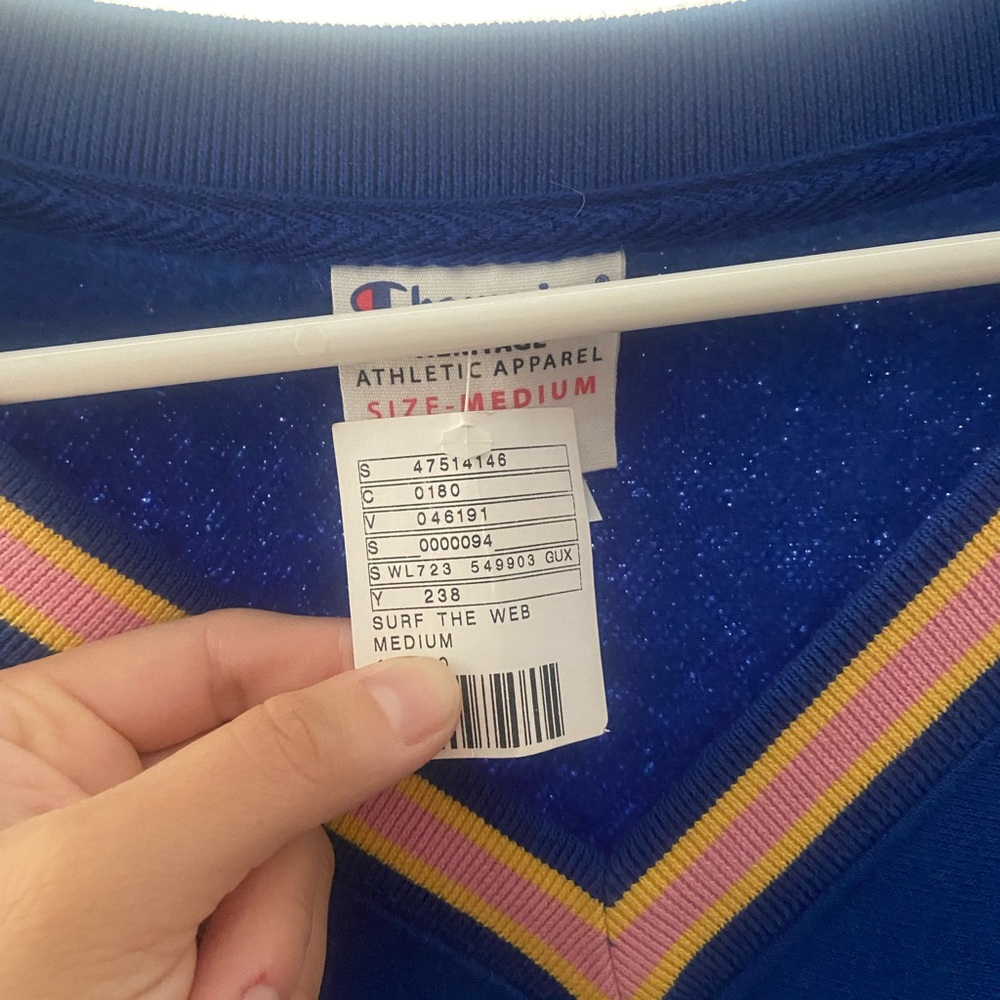 ATHLETIC APPAREL
SIZE-MEDIUM
S 47514146
C 0180
V 046191
S 0000094
S WL723 549903 GUX
Y 238
SURF THE WEB
MEDIUM